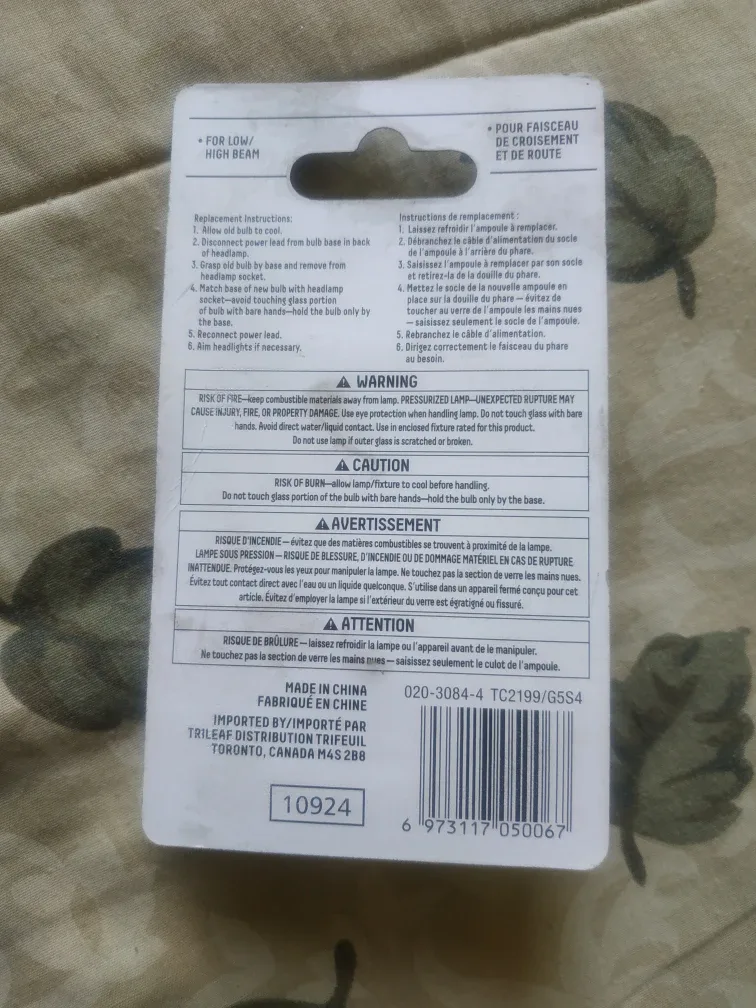 • FOR LOW/
HIGH BEAM
• POUR FAISCEAU
DE CROISEMENT
ET DE ROUTE
Replacement Instructions:
1. Allow old bulb to cool.
2. Disconnect power lead from bulb base in back
of headlamp.
3. Grasp old bulb by base and remove from
headlamp socket.
4. Match base of new bulb with headlamp
socket—avoid touching glass portion
of bulb with bare hands—hold the bulb only by
the base.
5. Reconnect power lead.
6. Aim headlights if necessary.
Instructions de remplacement :
1. Laissez refroidir l'ampoule à remplacer.
2. Débranchez le câble d'alimentation du socle
de l'ampoule à l'arrière du phare.
3. Saisissez l'ampoule à remplacer par son socle
et retirez-la de la douille du phare.
4. Mettez le socle de la nouvelle ampoule en
place sur la douille du phare — évitez de
toucher au verre de l'ampoule les mains nues
— saisissez seulement le socle de l'ampoule.
5. Rebranchez le câble d'alimentation.
6. Dirigez correctement le faisceau du phare
au besoin.
⚠ WARNING
RISK OF FIRE—keep combustible materials away from lamp. PRESSURIZED LAMP—UNEXPECTED RUPTURE MAY
CAUSE INJURY, FIRE, OR PROPERTY DAMAGE. Use eye protection when handling lamp. Do not touch glass with bare
hands. Avoid direct water/liquid contact. Use in enclosed fixture rated for this product.
Do not use lamp if outer glass is scratched or broken.
⚠ CAUTION
RISK OF BURN—allow lamp/fixture to cool before handling.
Do not touch glass portion of the bulb with bare hands—hold the bulb only by the base.
⚠ AVERTISSEMENT
RISQUE D'INCENDIE — évitez que des matières combustibles se trouvent à proximité de la lampe.
LAMPE SOUS PRESSION — RISQUE DE BLESSURE, D'INCENDIE OU DE DOMMAGE MATÉRIEL EN CAS DE RUPTURE
INATTENDUE. Protégez-vous les yeux pour manipuler la lampe. Ne touchez pas la section de verre les mains nues.
Évitez tout contact direct avec l'eau ou un liquide quelconque. S'utilise dans un appareil fermé conçu pour cet
article. Évitez d'employer la lampe si l'extérieur du verre est égratigné ou fissuré.
⚠ ATTENTION
RISQUE DE BRÛLURE — laissez refroidir la lampe ou l'appareil avant de le manipuler.
Ne touchez pas la section de verre les mains nues — saisissez seulement le culot de l'ampoule.
MADE IN CHINA
FABRIQUÉ EN CHINE
IMPORTED BY/IMPORTÉ PAR
TRILEAF DISTRIBUTION TRIFEUIL
TORONTO, CANADA M4S 2B8
10924
020-3084-4 TC2199/G5S4
6 973117 050067